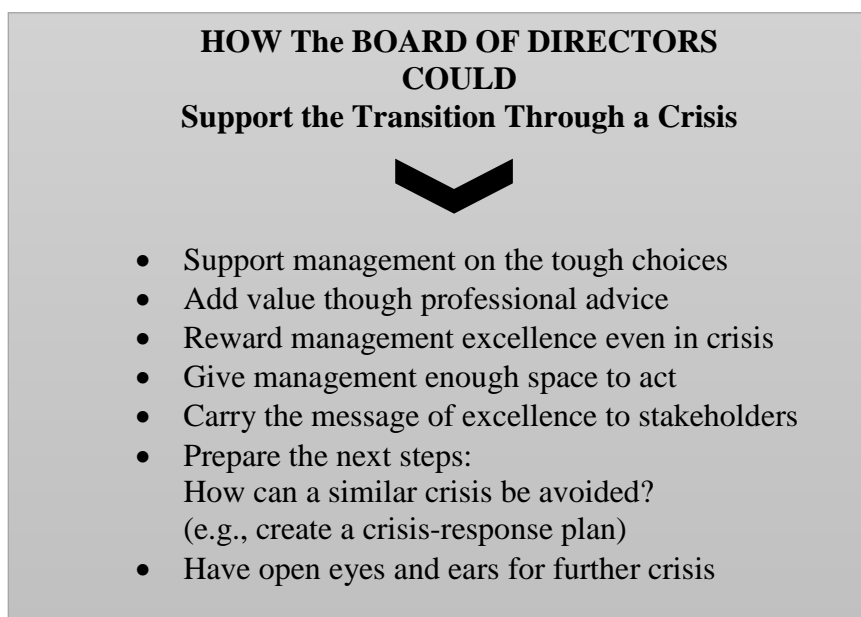 HOW The BOARD OF DIRECTORS
COULD
Support the Transition Through a Crisis
• Support management on the tough choices
• Add value though professional advice
• Reward management excellence even in crisis
• Give management enough space to act
• Carry the message of excellence to stakeholders
• Prepare the next steps:
How can a similar crisis be avoided?
(e.g., create a crisis-response plan)
• Have open eyes and ears for further crisis